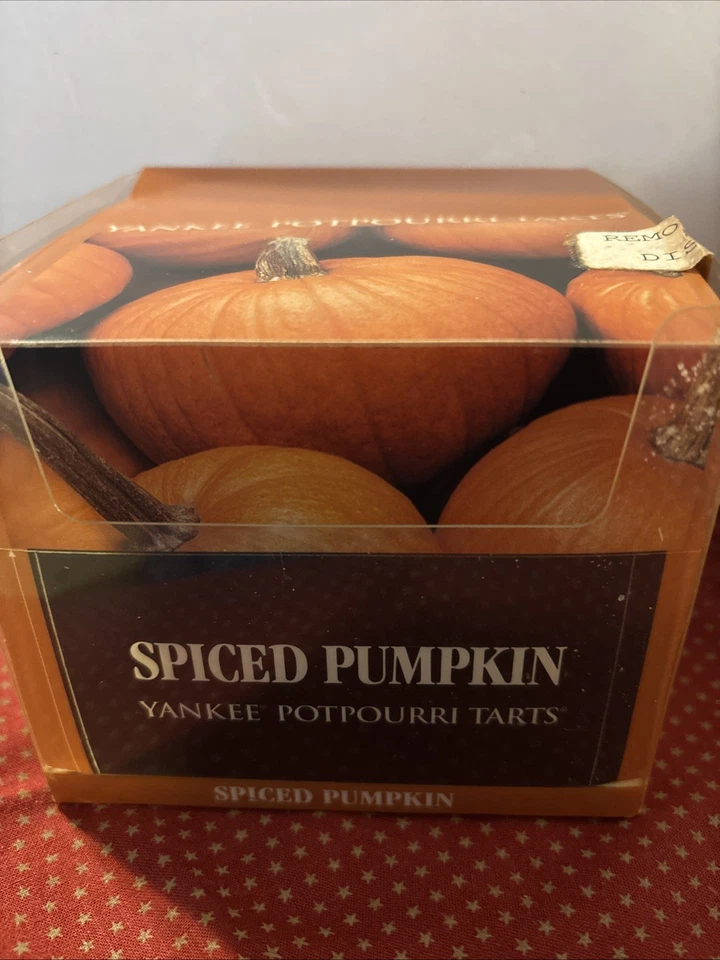 YANKEE POTPOURRI TARTS
REMO
DIS
SPICED PUMPKIN
YANKEE® POTPOURRI TARTS®
SPICED PUMPKIN